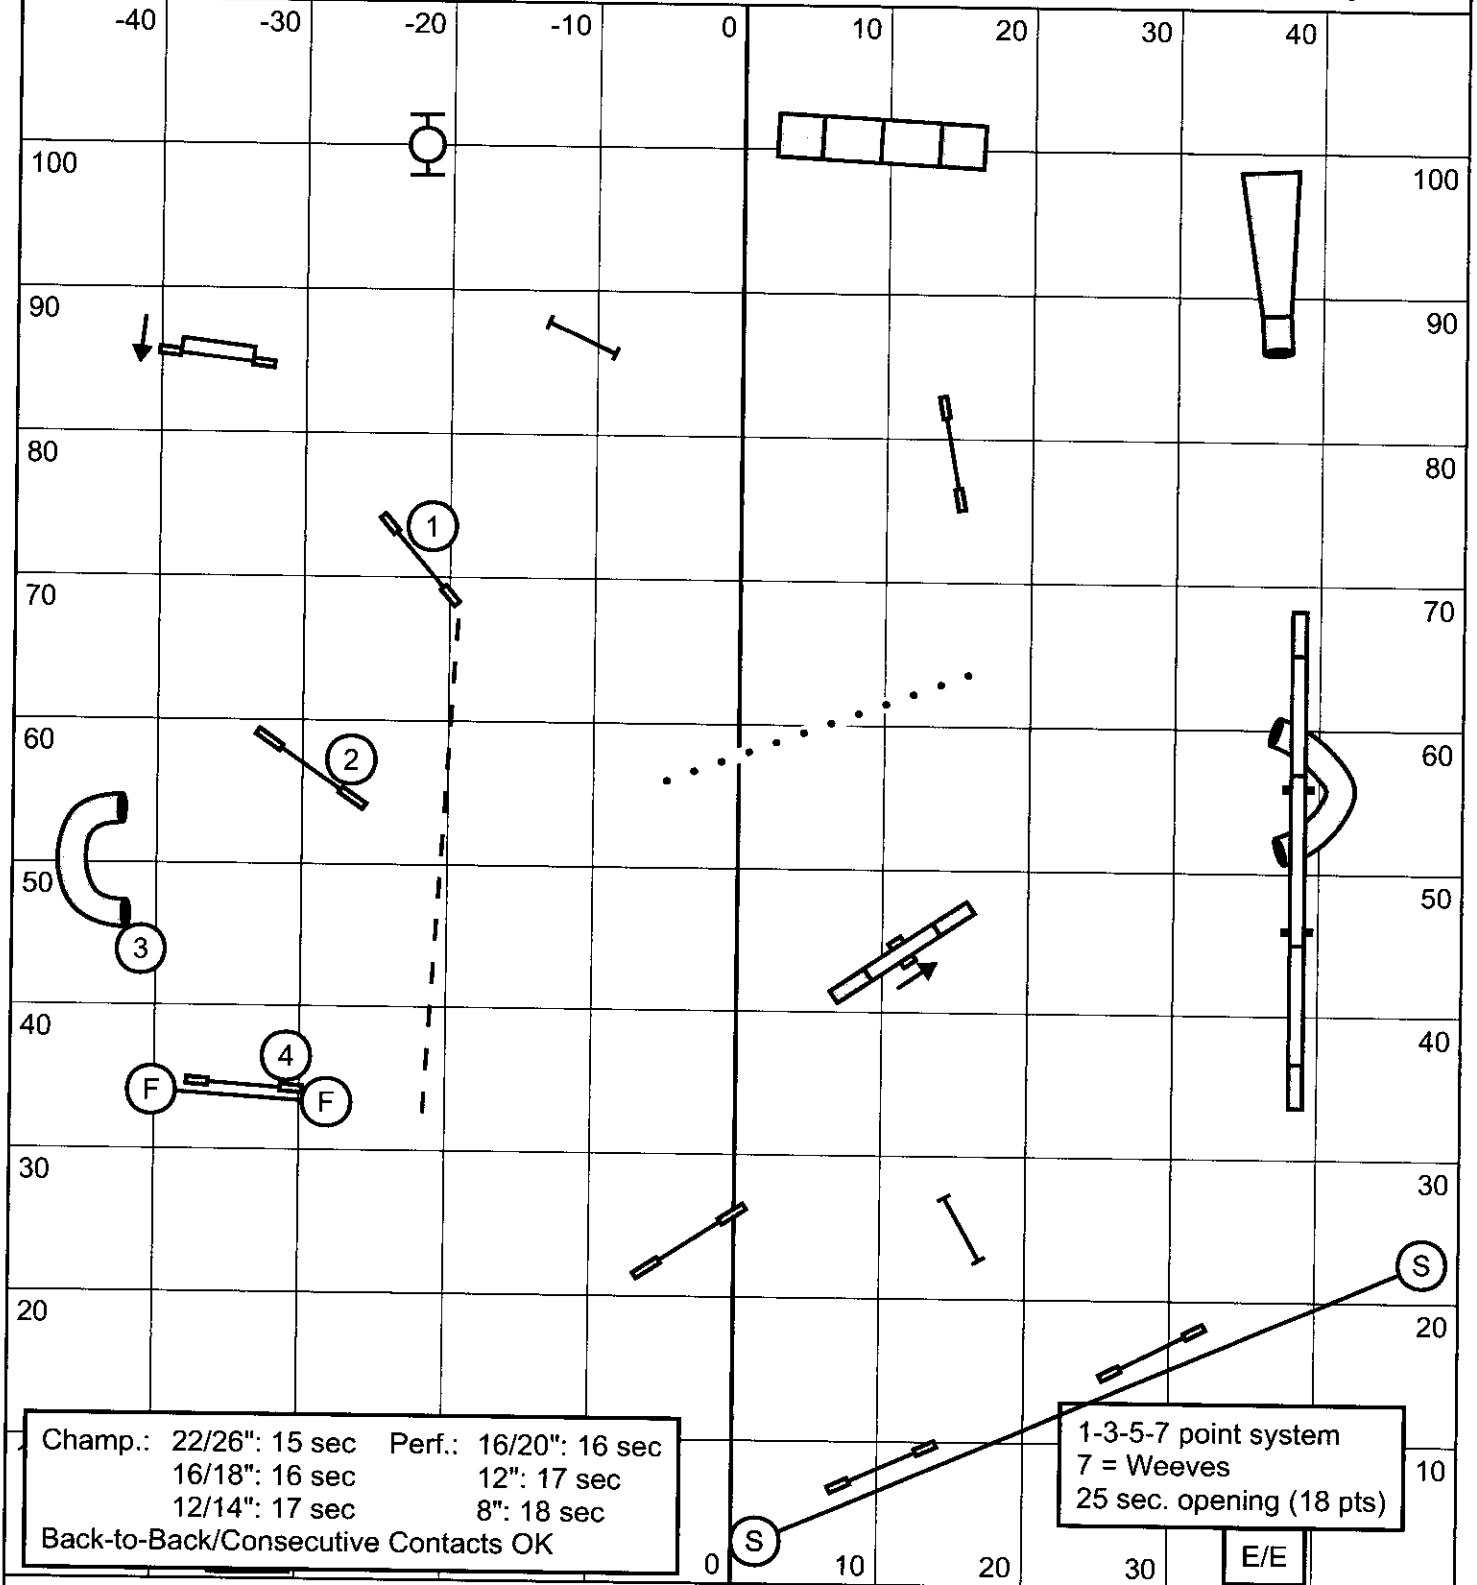 -40 -30 -20 -10 0 10 20 30 40
100 100
90 90
80 80
1
70 70
60 60
2
50 50
3
40 40
4
F F
30 30
S
20 20
Champ.: 22/26": 15 sec Perf.: 16/20": 16 sec
16/18": 16 sec 12": 17 sec
12/14": 17 sec 8": 18 sec
Back-to-Back/Consecutive Contacts OK
1-3-5-7 point system
7 = Weeves
25 sec. opening (18 pts)
10
S
0 10 20 30 E/E